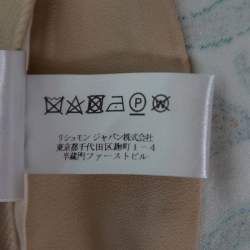 リシュモン ジャパン株式会社
東京都千代田区麹町1-4
半蔵門ファーストビル